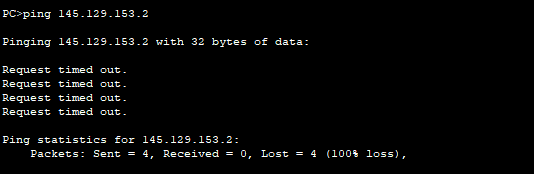 PC>ping 145.129.153.2
Pinging 145.129.153.2 with 32 bytes of data:
Request timed out.
Request timed out.
Request timed out.
Request timed out.
Ping statistics for 145.129.153.2:
Packets: Sent = 4, Received = 0, Lost = 4 (100% loss),